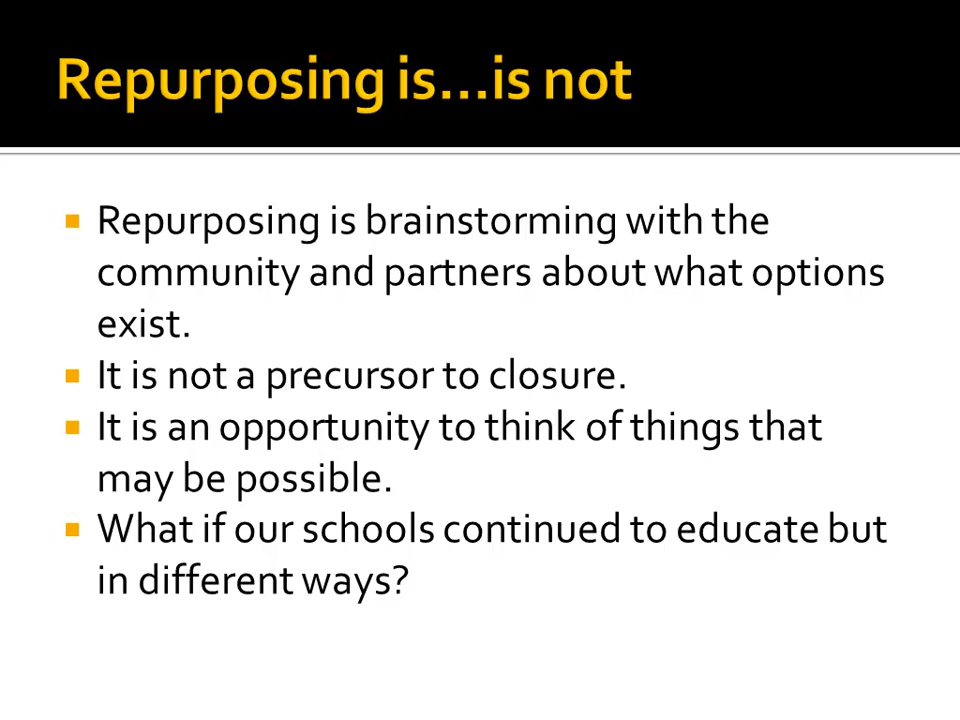 Repurposing is...is not
Repurposing is brainstorming with the
community and partners about what options
exist.
It is not a precursor to closure.
It is an opportunity to think of things that
may be possible.
What if our schools continued to educate but
in different ways?